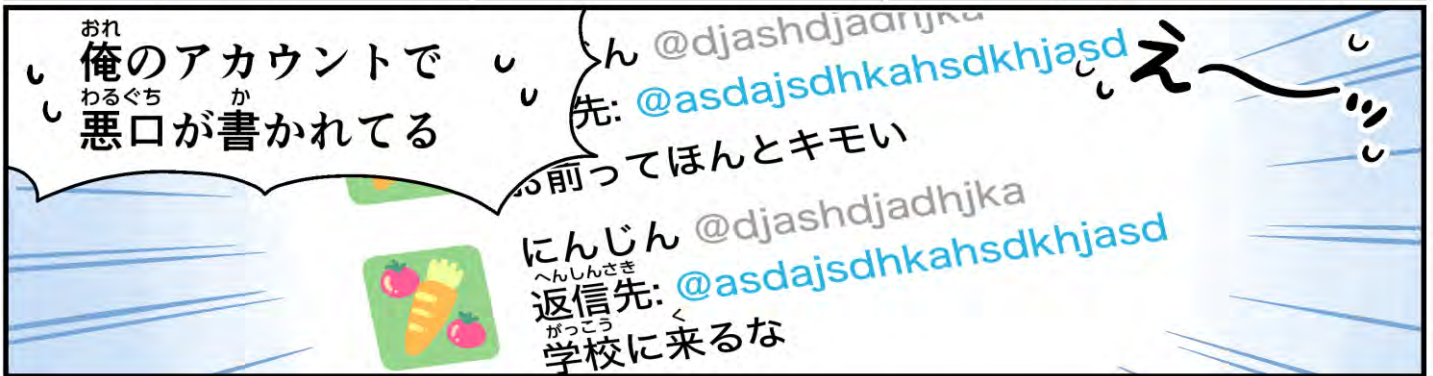 俺のアカウントで
悪口が書かれてる
え〜ッ
ん @djashdjadhjka
先: @asdajsdhkahsdkhjasd
お前ってほんとキモい
にんじん @djashdjadhjka
返信先: @asdajsdhkahsdkhjasd
学校に来るな